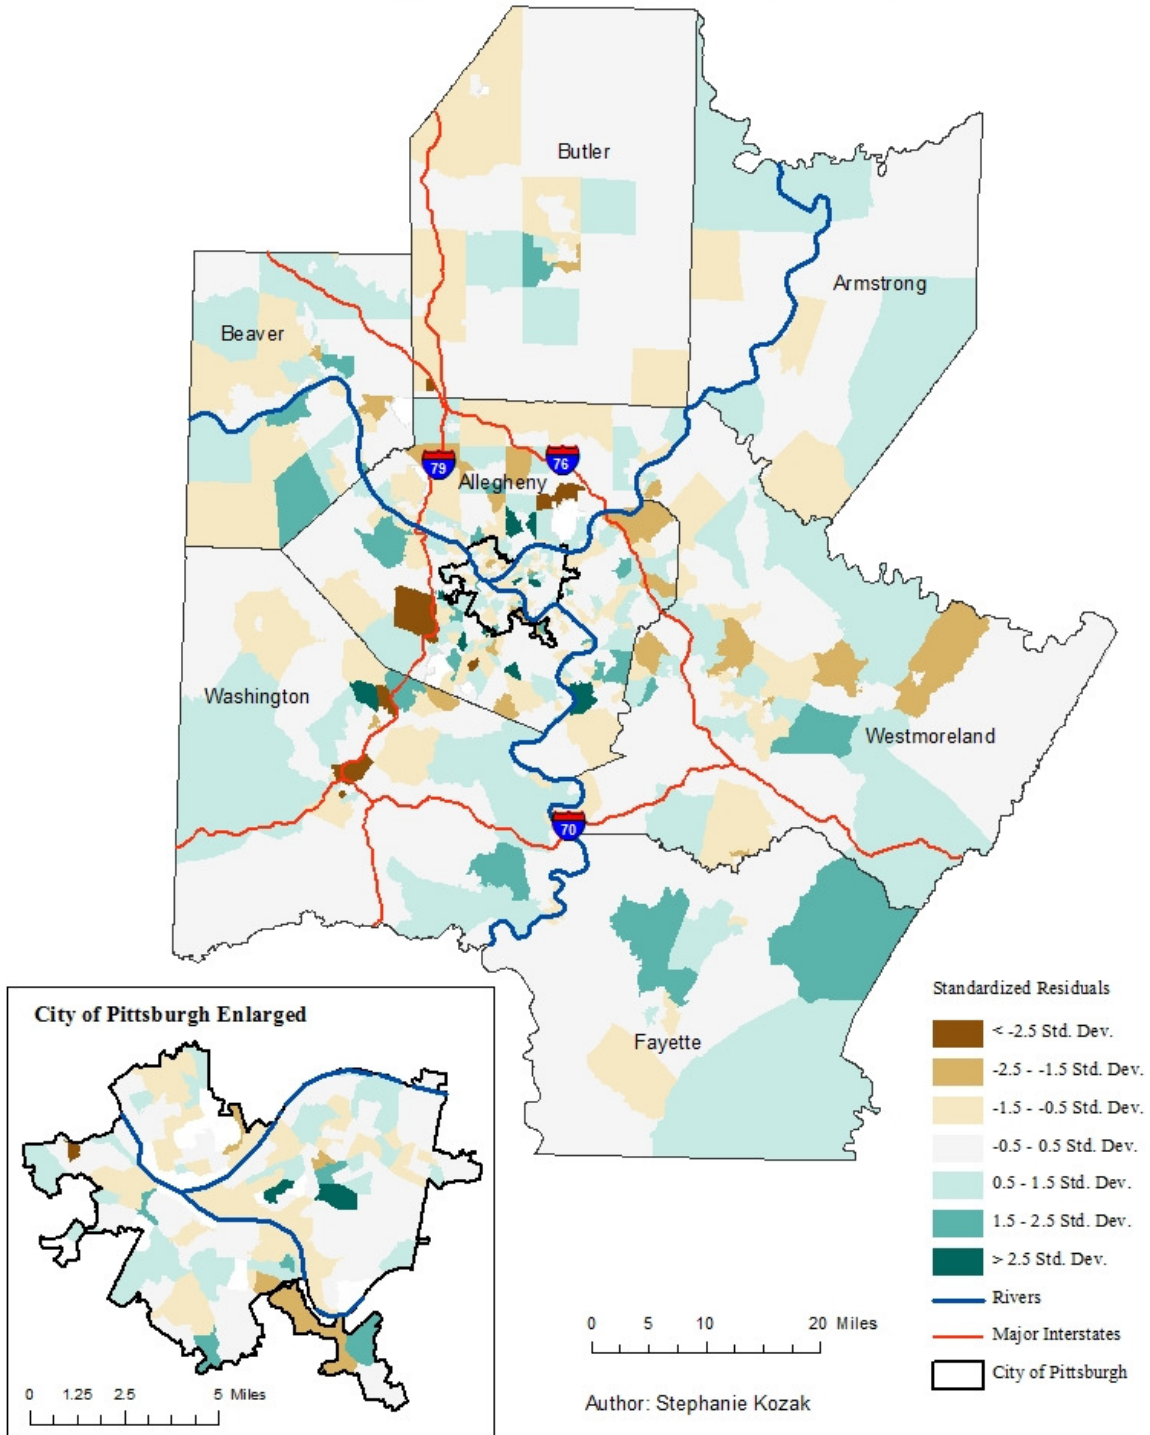 Butler
Armstrong
Beaver
79
76
Allegheny
Washington
Westmoreland
70
Fayette
City of Pittsburgh Enlarged
0 1.25 2.5 5 Miles
0 5 10 20 Miles
Author: Stephanie Kozak
Standardized Residuals
< -2.5 Std. Dev.
-2.5 - -1.5 Std. Dev.
-1.5 - -0.5 Std. Dev.
-0.5 - 0.5 Std. Dev.
0.5 - 1.5 Std. Dev.
1.5 - 2.5 Std. Dev.
> 2.5 Std. Dev.
Rivers
Major Interstates
City of Pittsburgh